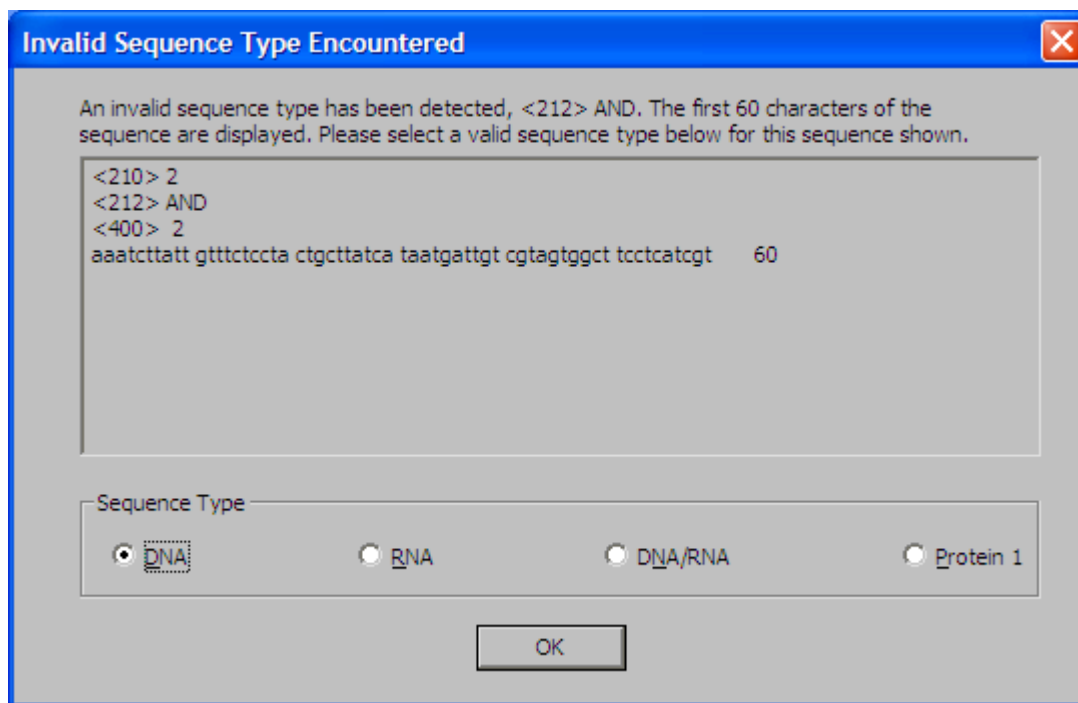 Invalid Sequence Type Encountered
An invalid sequence type has been detected, <212> AND. The first 60 characters of the
sequence are displayed. Please select a valid sequence type below for this sequence shown.
<210> 2
<212> AND
<400>  2
aaatcttatt gtttctccta ctgcttatca taatgattgt cgtagtggct tcctcatcgt      60
Sequence Type
DNA RNA DNA/RNA Protein 1
OK